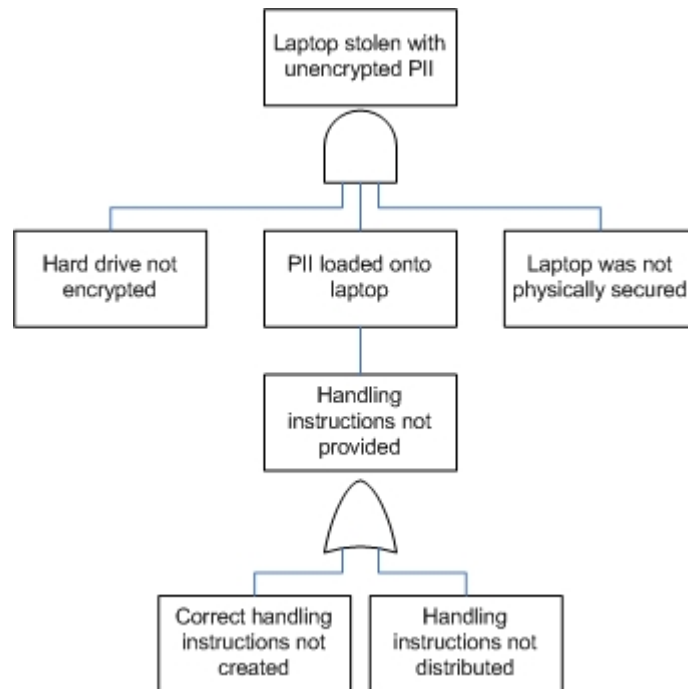 Laptop stolen with
unencrypted PII
Hard drive not
encrypted
PII loaded onto
laptop
Laptop was not
physically secured
Handling
instructions not
provided
Correct handling
instructions not
created
Handling
instructions not
distributed